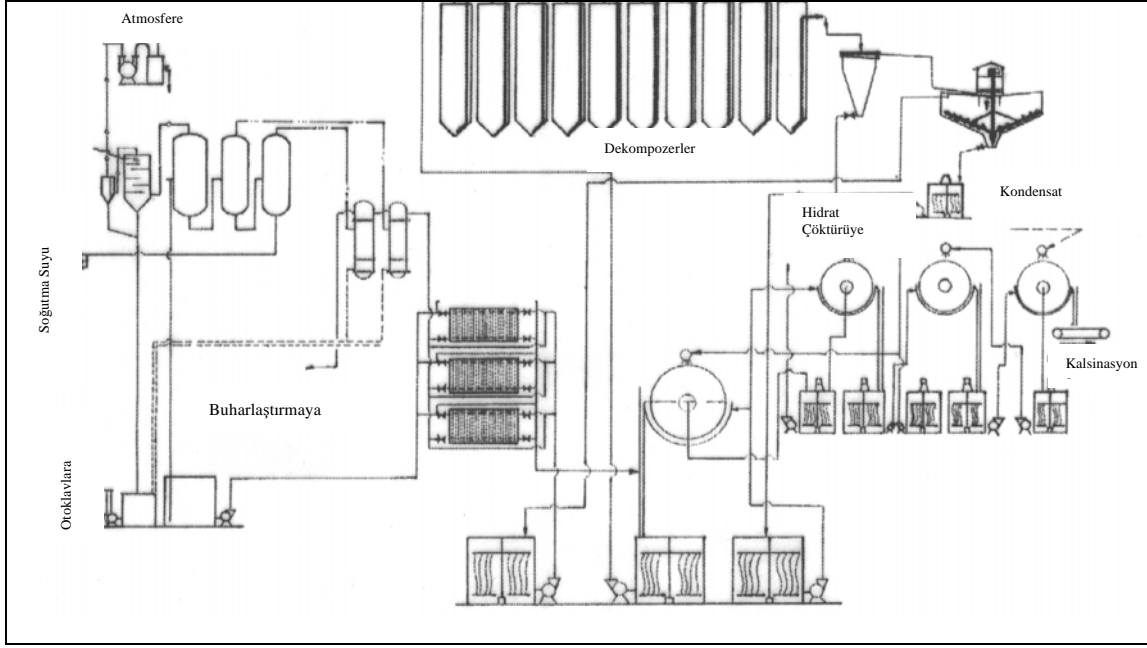 Atmosfere
Dekompozerler
Kondensat
Hidrat
Çöktürüye
Soğutma Suyu
Kalsinasyon
Buharlaştırmaya
Otoklavlara